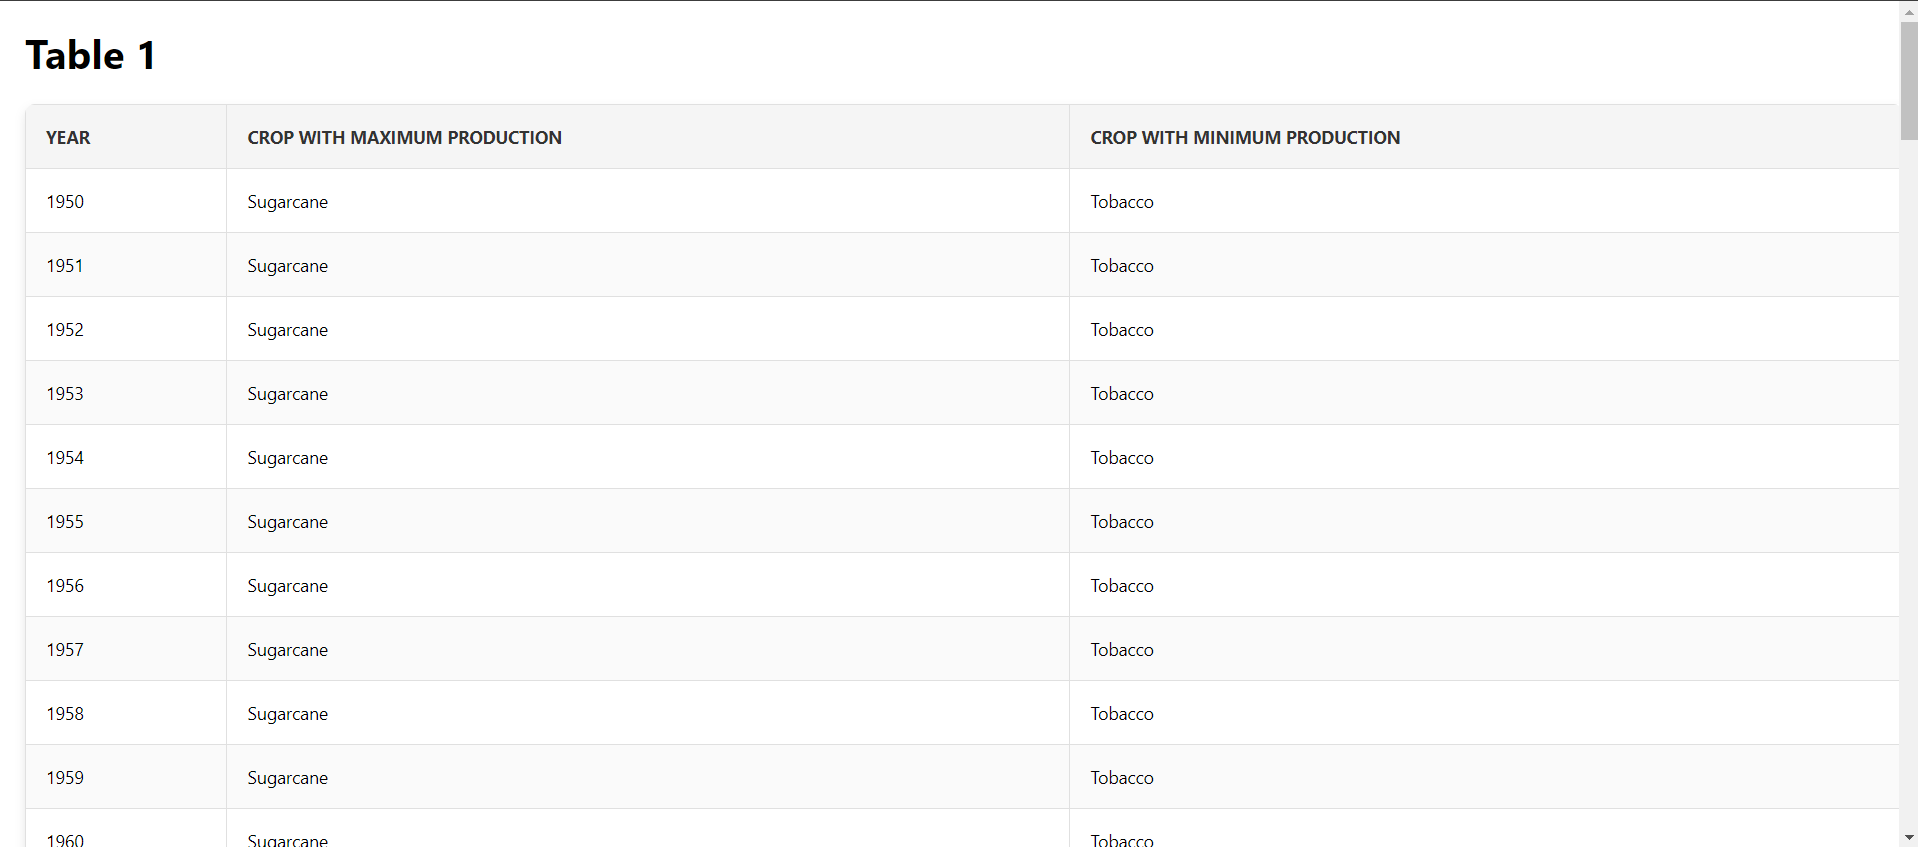 Table 1
YEAR CROP WITH MAXIMUM PRODUCTION CROP WITH MINIMUM PRODUCTION
1950 Sugarcane Tobacco
1951 Sugarcane Tobacco
1952 Sugarcane Tobacco
1953 Sugarcane Tobacco
1954 Sugarcane Tobacco
1955 Sugarcane Tobacco
1956 Sugarcane Tobacco
1957 Sugarcane Tobacco
1958 Sugarcane Tobacco
1959 Sugarcane Tobacco
1960 Sugarcane Tobacco